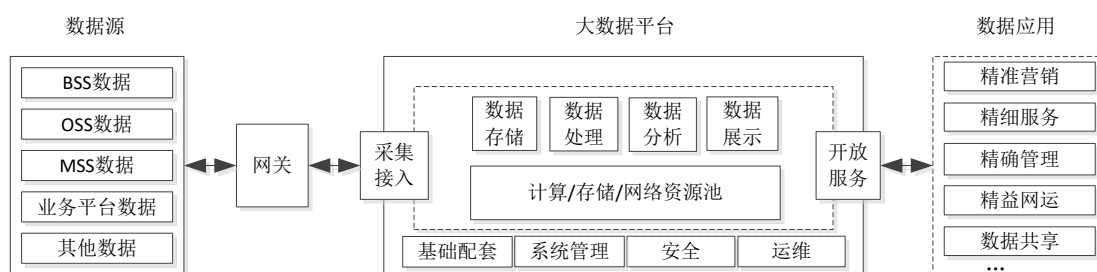 数据源
大数据平台
数据应用
BSS数据
OSS数据
MSS数据
业务平台数据
其他数据
网关
采集
接入
数据
存储
数据
处理
数据
分析
数据
展示
计算/存储/网络资源池
基础配套
系统管理
安全
运维
开放
服务
精准营销
精细服务
精确管理
精益网运
数据共享
...